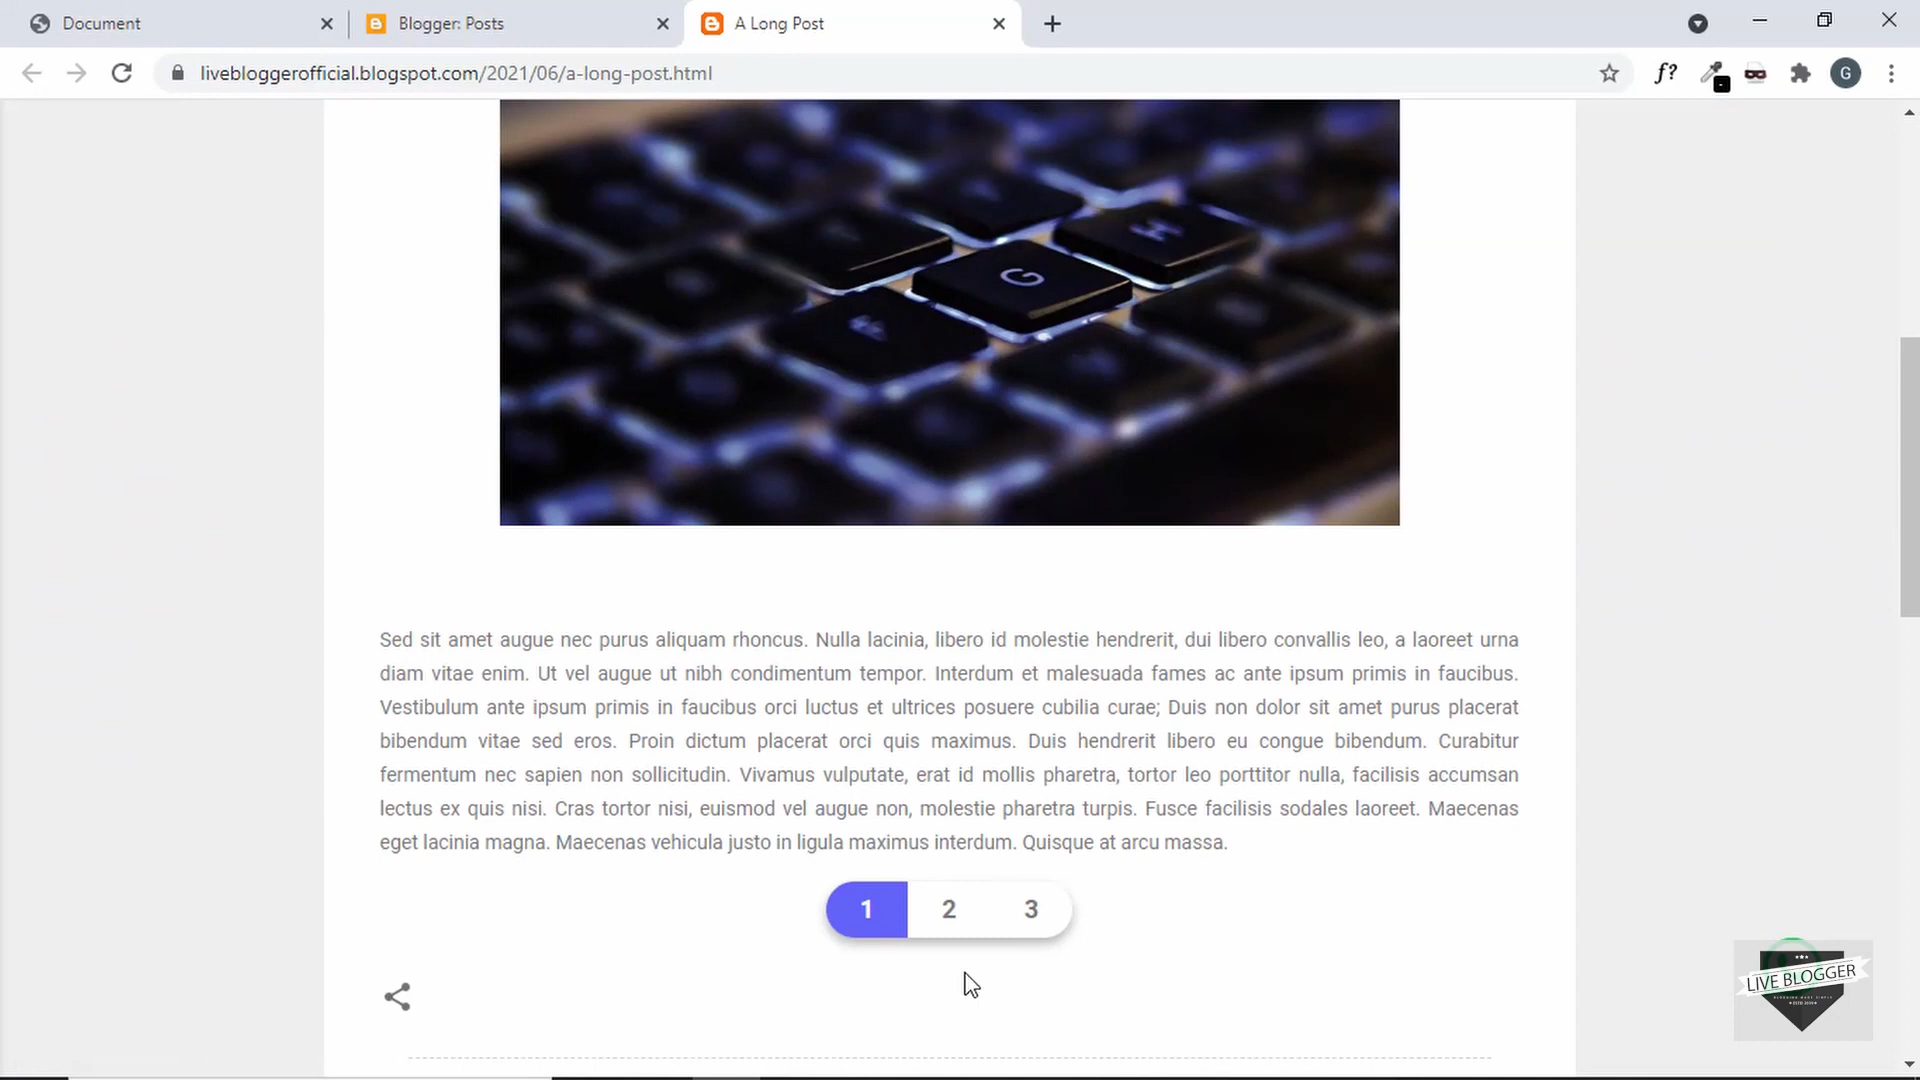 Document
Blogger: Posts
A Long Post
livebloggerofficial.blogspot.com/2021/06/a-long-post.html
f?
G
G
Sed sit amet augue nec purus aliquam rhoncus. Nulla lacinia, libero id molestie hendrerit, dui libero convallis leo, a laoreet urna
diam vitae enim. Ut vel augue ut nibh condimentum tempor. Interdum et malesuada fames ac ante ipsum primis in faucibus.
Vestibulum ante ipsum primis in faucibus orci luctus et ultrices posuere cubilia curae; Duis non dolor sit amet purus placerat
bibendum vitae sed eros. Proin dictum placerat orci quis maximus. Duis hendrerit libero eu congue bibendum. Curabitur
fermentum nec sapien non sollicitudin. Vivamus vulputate, erat id mollis pharetra, tortor leo porttitor nulla, facilisis accumsan
lectus ex quis nisi. Cras tortor nisi, euismod vel augue non, molestie pharetra turpis. Fusce facilisis sodales laoreet. Maecenas
eget lacinia magna. Maecenas vehicula justo in ligula maximus interdum. Quisque at arcu massa.
1 2 3
LIVE BLOGGER